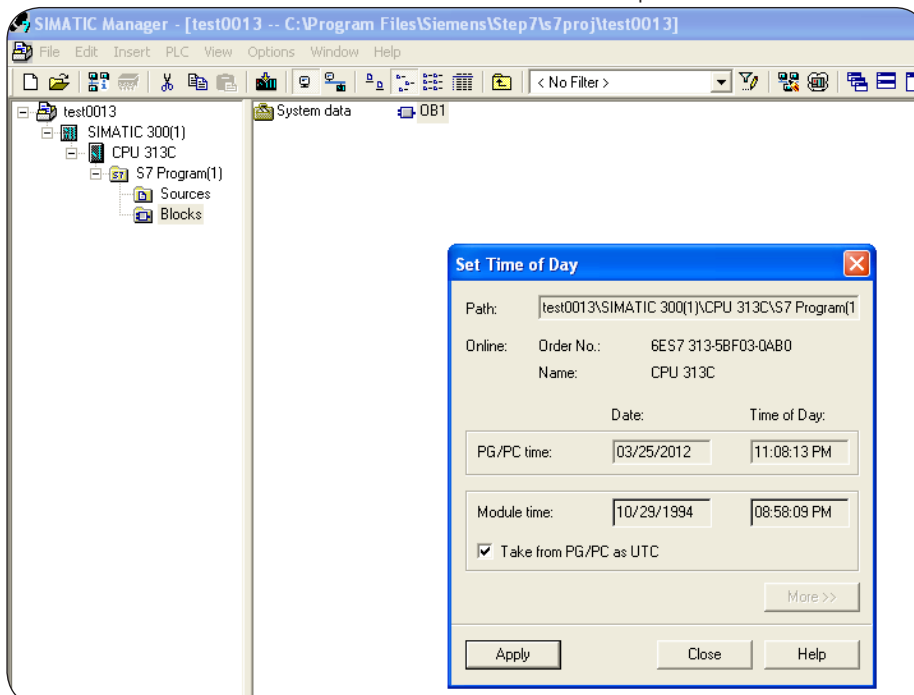 SIMATIC Manager - [test0013 -- C:\Program Files\Siemens\Step7\s7proj\test0013]
File Edit Insert PLC View Options Window Help
< No Filter >
test0013
SIMATIC 300(1)
CPU 313C
S7 Program(1)
Sources
Blocks
System data
OB1
Set Time of Day
Path: test0013\SIMATIC 300(1)\CPU 313C\S7 Program(1
Online: Order No.: 6ES7 313-5BF03-0AB0
Name: CPU 313C
Date: Time of Day:
PG/PC time: 03/25/2012 11:08:13 PM
Module time: 10/29/1994 08:58:09 PM
Take from PG/PC as UTC
More >>
Apply Close Help